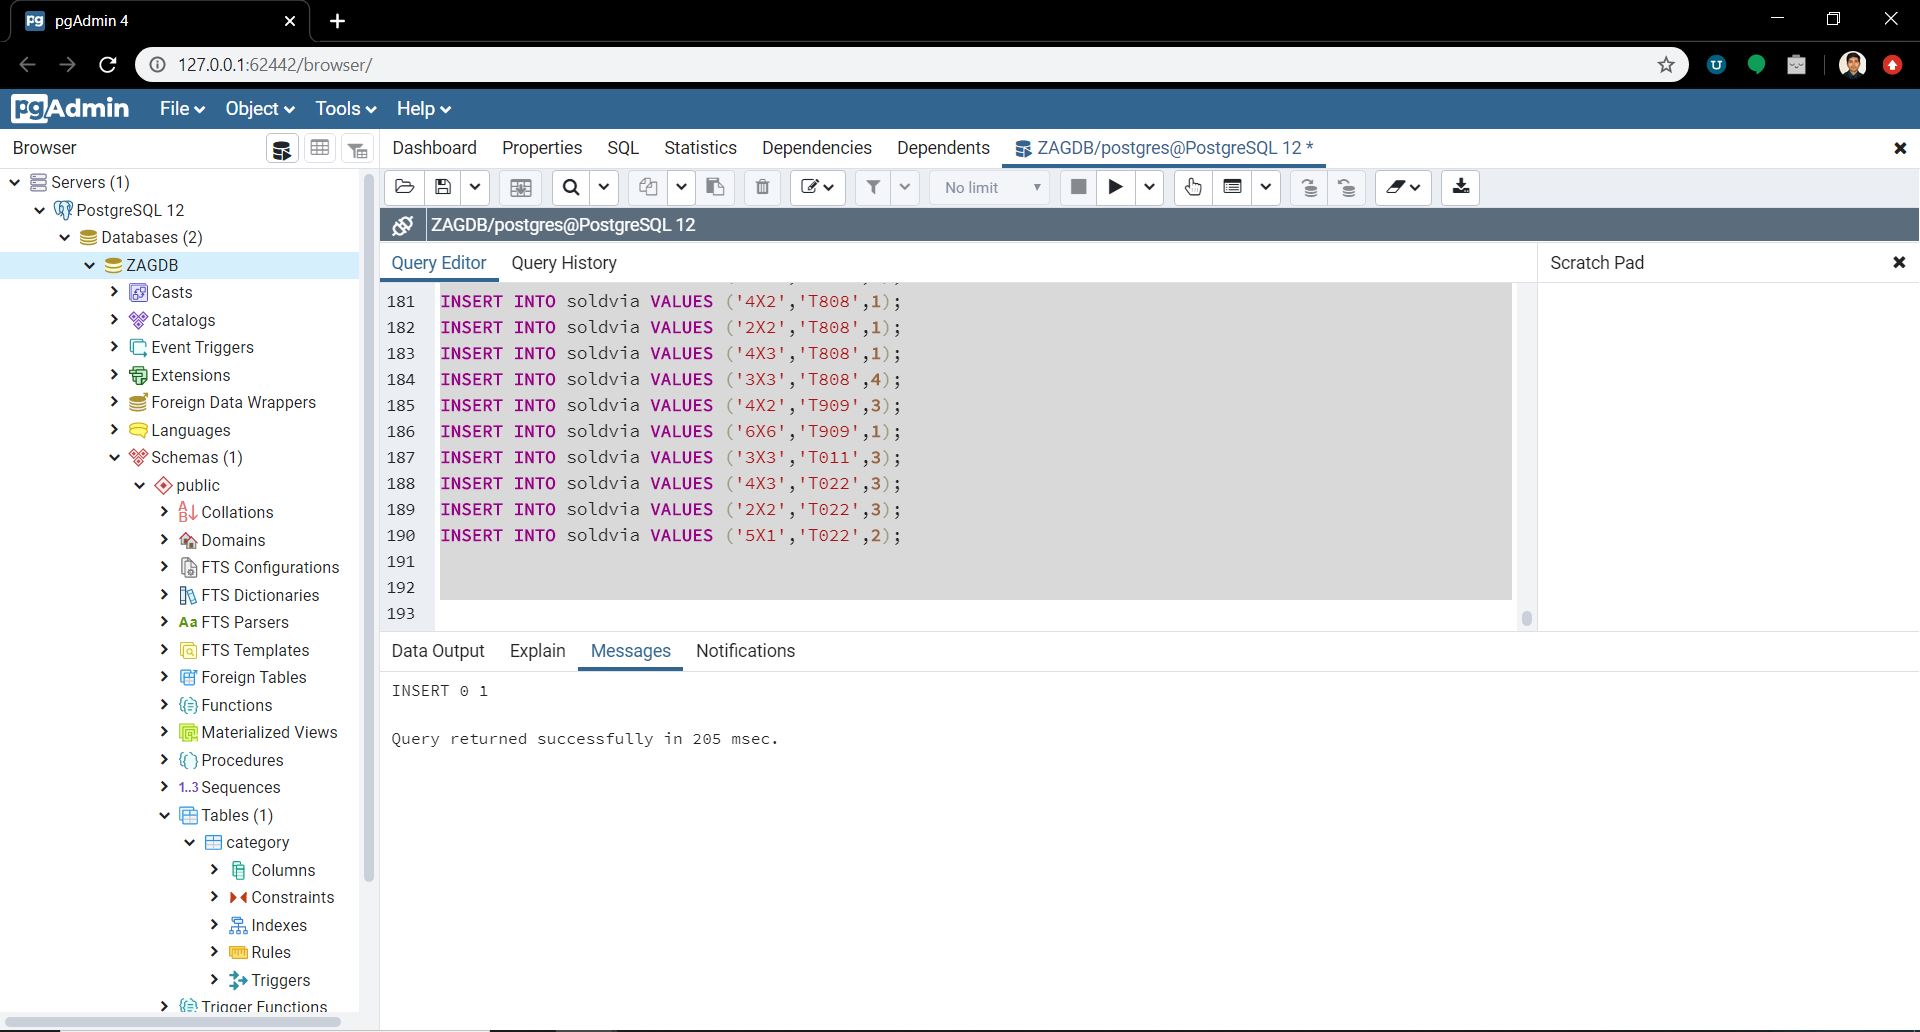 pgAdmin 4
127.0.0.1:62442/browser/
pgAdmin File Object Tools Help
Browser
Dashboard Properties SQL Statistics Dependencies Dependents ZAGDB/postgres@PostgreSQL 12 *
No limit
ZAGDB/postgres@PostgreSQL 12
Query Editor Query History
Scratch Pad
Servers (1)
PostgreSQL 12
Databases (2)
ZAGDB
Casts
Catalogs
Event Triggers
Extensions
Foreign Data Wrappers
Languages
Schemas (1)
public
Collations
Domains
FTS Configurations
FTS Dictionaries
Aa FTS Parsers
FTS Templates
Foreign Tables
Functions
Materialized Views
Procedures
1..3 Sequences
Tables (1)
category
Columns
Constraints
Indexes
Rules
Triggers
Trigger Functions
181 INSERT INTO soldvia VALUES ('4X2','T808',1);
182 INSERT INTO soldvia VALUES ('2X2','T808',1);
183 INSERT INTO soldvia VALUES ('4X3','T808',1);
184 INSERT INTO soldvia VALUES ('3X3','T808',4);
185 INSERT INTO soldvia VALUES ('4X2','T909',3);
186 INSERT INTO soldvia VALUES ('6X6','T909',1);
187 INSERT INTO soldvia VALUES ('3X3','T011',3);
188 INSERT INTO soldvia VALUES ('4X3','T022',3);
189 INSERT INTO soldvia VALUES ('2X2','T022',3);
190 INSERT INTO soldvia VALUES ('5X1','T022',2);
191
192
193
Data Output Explain Messages Notifications
INSERT 0 1
Query returned successfully in 205 msec.